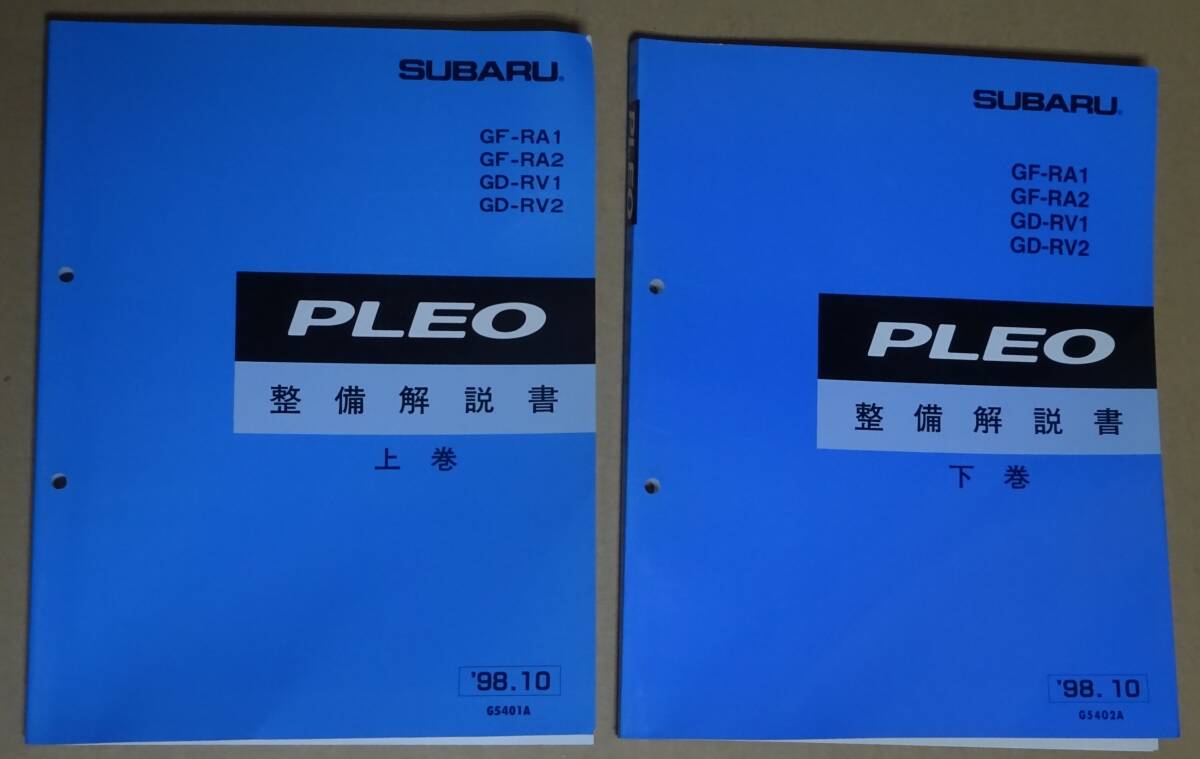 SUBARU®
GF-RA1
GF-RA2
GD-RV1
GD-RV2
PLEO
整備解説書
上巻
'98.10
G5401A
PLEO
SUBARU®
GF-RA1
GF-RA2
GD-RV1
GD-RV2
PLEO
整備解説書
下巻
'98.10
G5402A